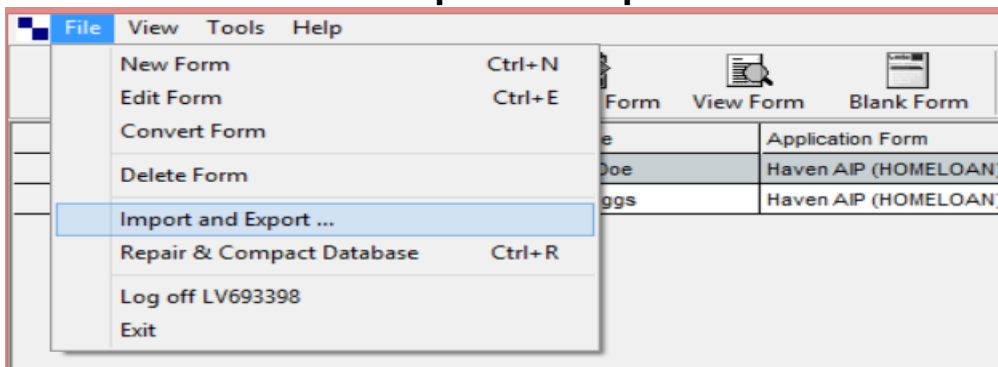 File View Tools Help
New Form Ctrl+N
Edit Form Ctrl+E
Convert Form
Delete Form
Import and Export ...
Repair & Compact Database Ctrl+R
Log off LV693398
Exit
Form View Form Blank Form
Application Form
Doe Haven AIP (HOMELOAN)
ggs Haven AIP (HOMELOAN)